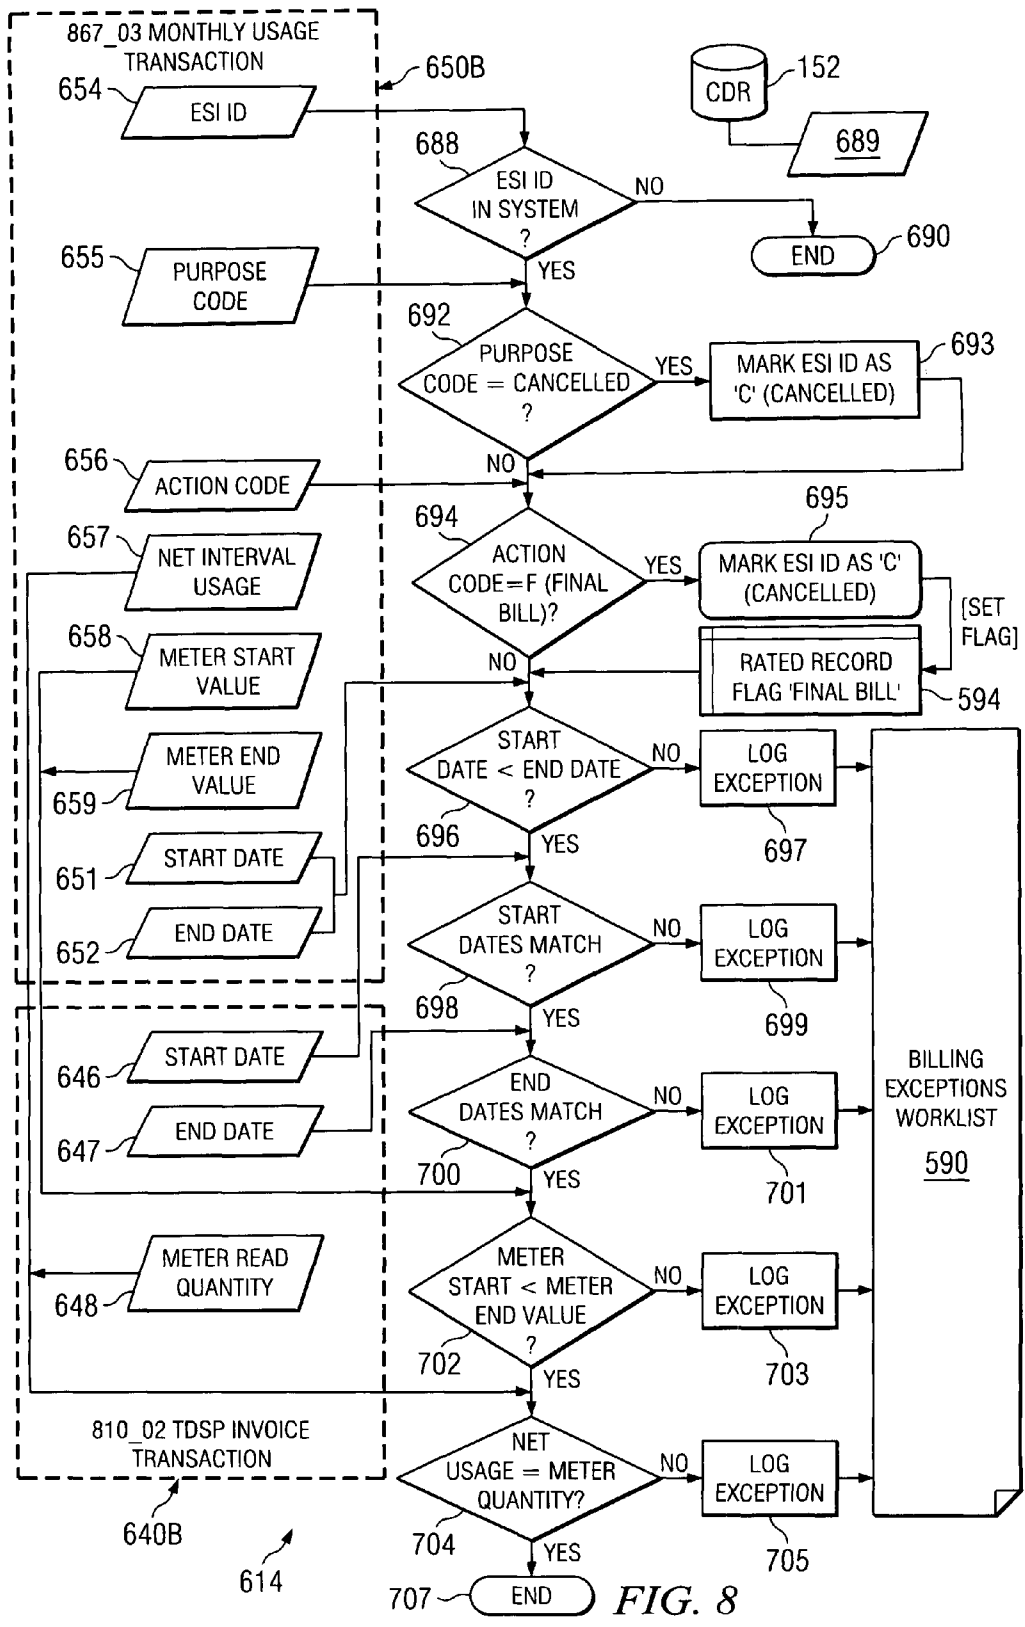 867_03 MONTHLY USAGE
TRANSACTION
650B
654
ESI ID
CDR
152
689
688
ESI ID
IN SYSTEM
?
NO
END
690
YES
655
PURPOSE
CODE
692
PURPOSE
CODE = CANCELLED
?
YES
MARK ESI ID AS
'C' (CANCELLED)
693
NO
656
ACTION CODE
694
ACTION
CODE=F (FINAL
BILL)?
YES
695
MARK ESI ID AS 'C'
(CANCELLED)
[SET
FLAG]
657
NET INTERVAL
USAGE
NO
RATED RECORD
FLAG 'FINAL BILL'
594
658
METER START
VALUE
START
DATE < END DATE
?
696
NO
LOG
EXCEPTION
697
YES
659
METER END
VALUE
651
START DATE
652
END DATE
START
DATES MATCH
?
698
NO
LOG
EXCEPTION
699
YES
646
START DATE
647
END DATE
END
DATES MATCH
?
700
NO
LOG
EXCEPTION
701
YES
BILLING
EXCEPTIONS
WORKLIST
590
648
METER READ
QUANTITY
METER
START < METER
END VALUE
?
702
NO
LOG
EXCEPTION
703
YES
810_02 TDSP INVOICE
TRANSACTION
640B
NET
USAGE = METER
QUANTITY?
704
NO
LOG
EXCEPTION
705
YES
614
707
END
FIG. 8